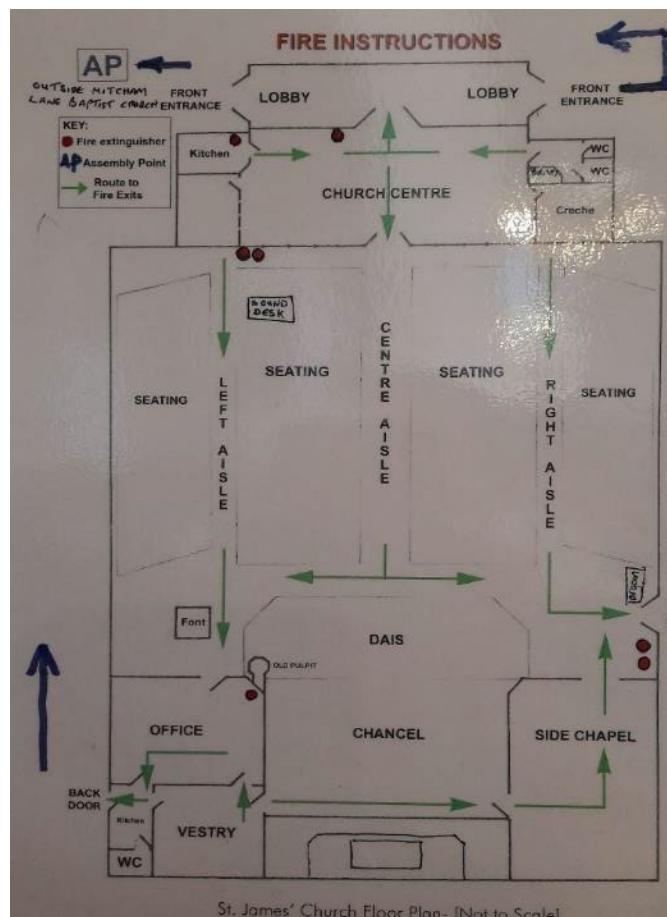 FIRE INSTRUCTIONS
AP
OUTSIDE MITCHAM
LANE BAPTIST CHURCH
FRONT
ENTRANCE
LOBBY
LOBBY
FRONT
ENTRANCE
KEY:
Fire extinguisher
AP Assembly Point
Route to
Fire Exits
Kitchen
WC
WC
CHURCH CENTRE
Creche
SOUND
DESK
SEATING
LEFT AISLE
SEATING
CENTRE AISLE
SEATING
RIGHT AISLE
SEATING
Font
DAIS
OLD PULPIT
OFFICE
CHANCEL
SIDE CHAPEL
BACK
DOOR
Kitchen
VESTRY
WC
St. James' Church Floor Plan- [Not to Scale]